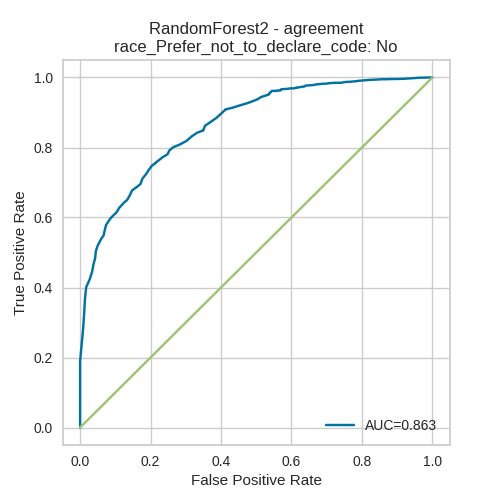 RandomForest2 - agreement
race_Prefer_not_to_declare_code: No
True Positive Rate
1.0
0.8
0.6
0.4
0.2
0.0
AUC=0.863
0.0 0.2 0.4 0.6 0.8 1.0
False Positive Rate